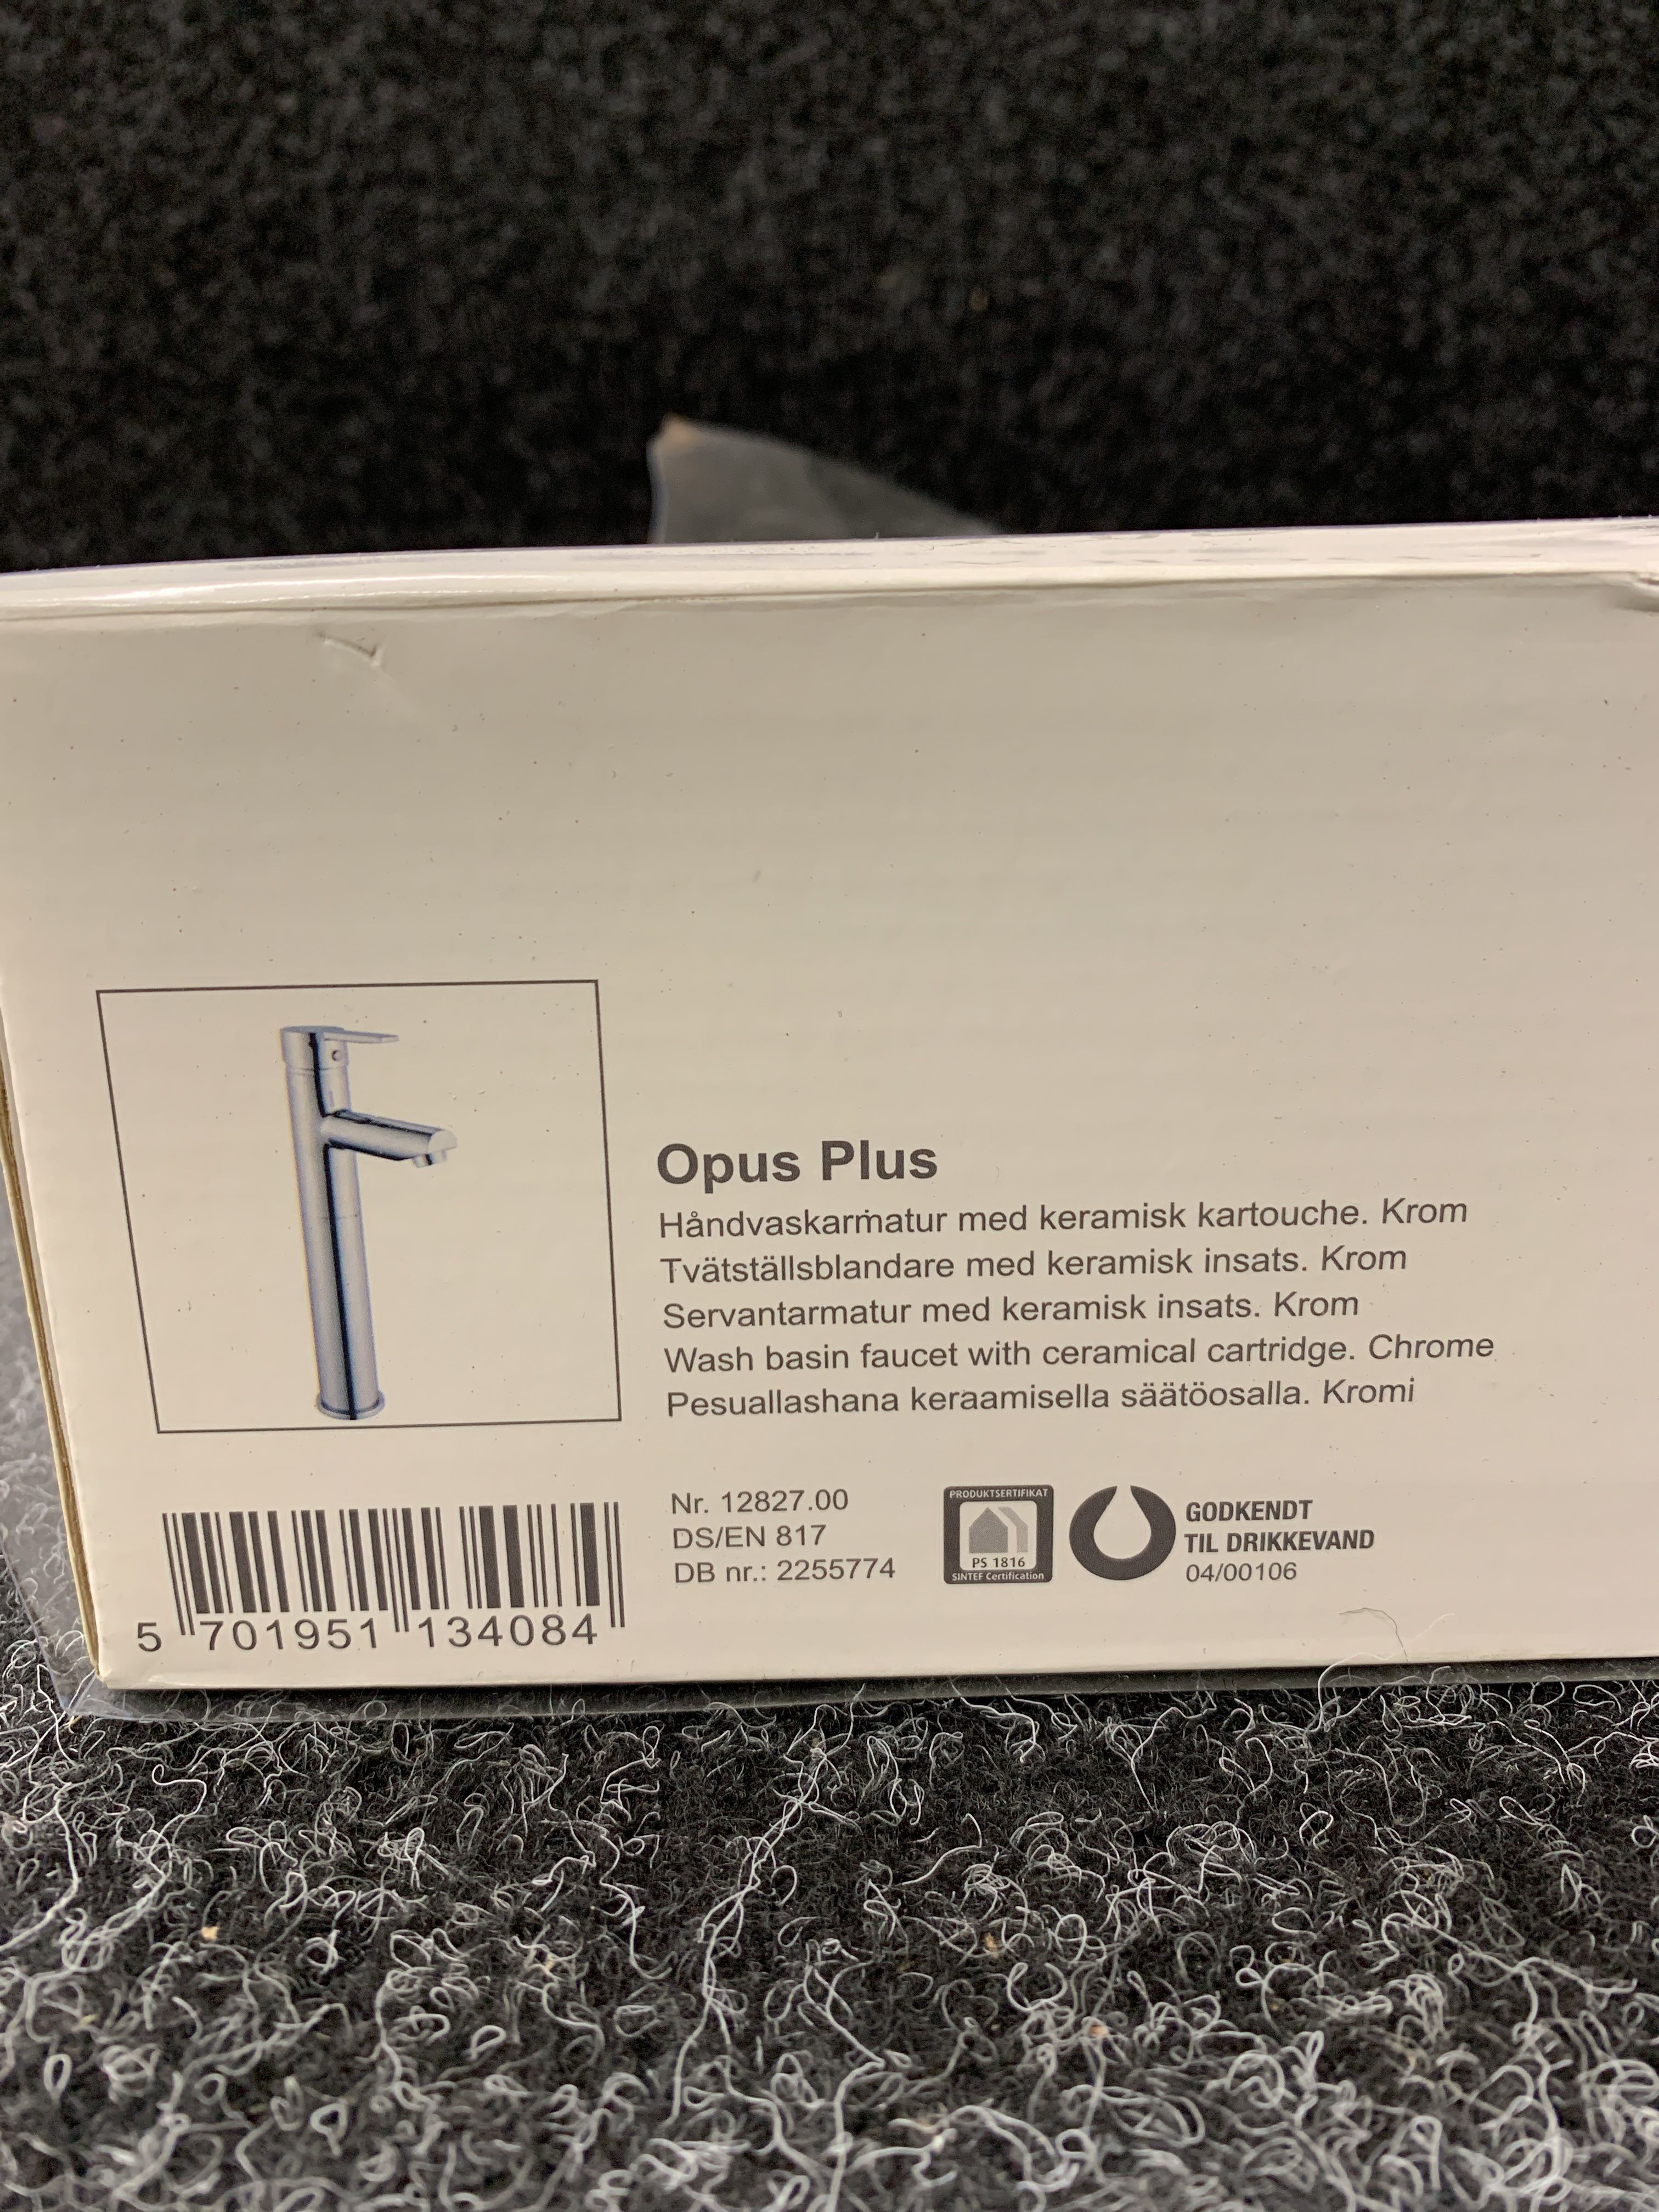 Opus Plus
Håndvaskarmatur med keramisk kartouche. Krom
Tvätställsblandare med keramisk insats. Krom
Servantarmatur med keramisk insats. Krom
Wash basin faucet with ceramical cartridge. Chrome
Pesuallashana keraamisella säätöosalla. Kromi
Nr. 12827.00
DS/EN 817
DB nr.: 2255774
PRODUKTSERTIFIKAT
PS 1816
SINTEF Certification
GODKENDT
TIL DRIKKEVAND
04/00106
5 701951 134084